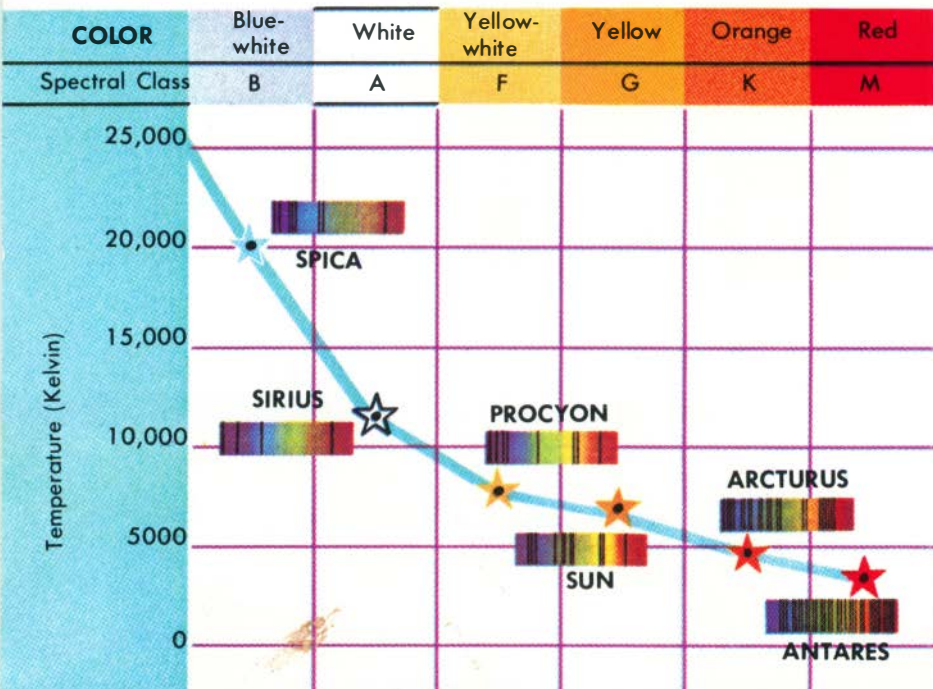 COLOR
Blue-
white
White
Yellow-
white
Yellow
Orange
Red
Spectral Class
B
A
F
G
K
M
25,000
SPICA
20,000
15,000
SIRIUS
PROCYON
10,000
ARCTURUS
5000
SUN
0
ANTARES
Temperature (Kelvin)